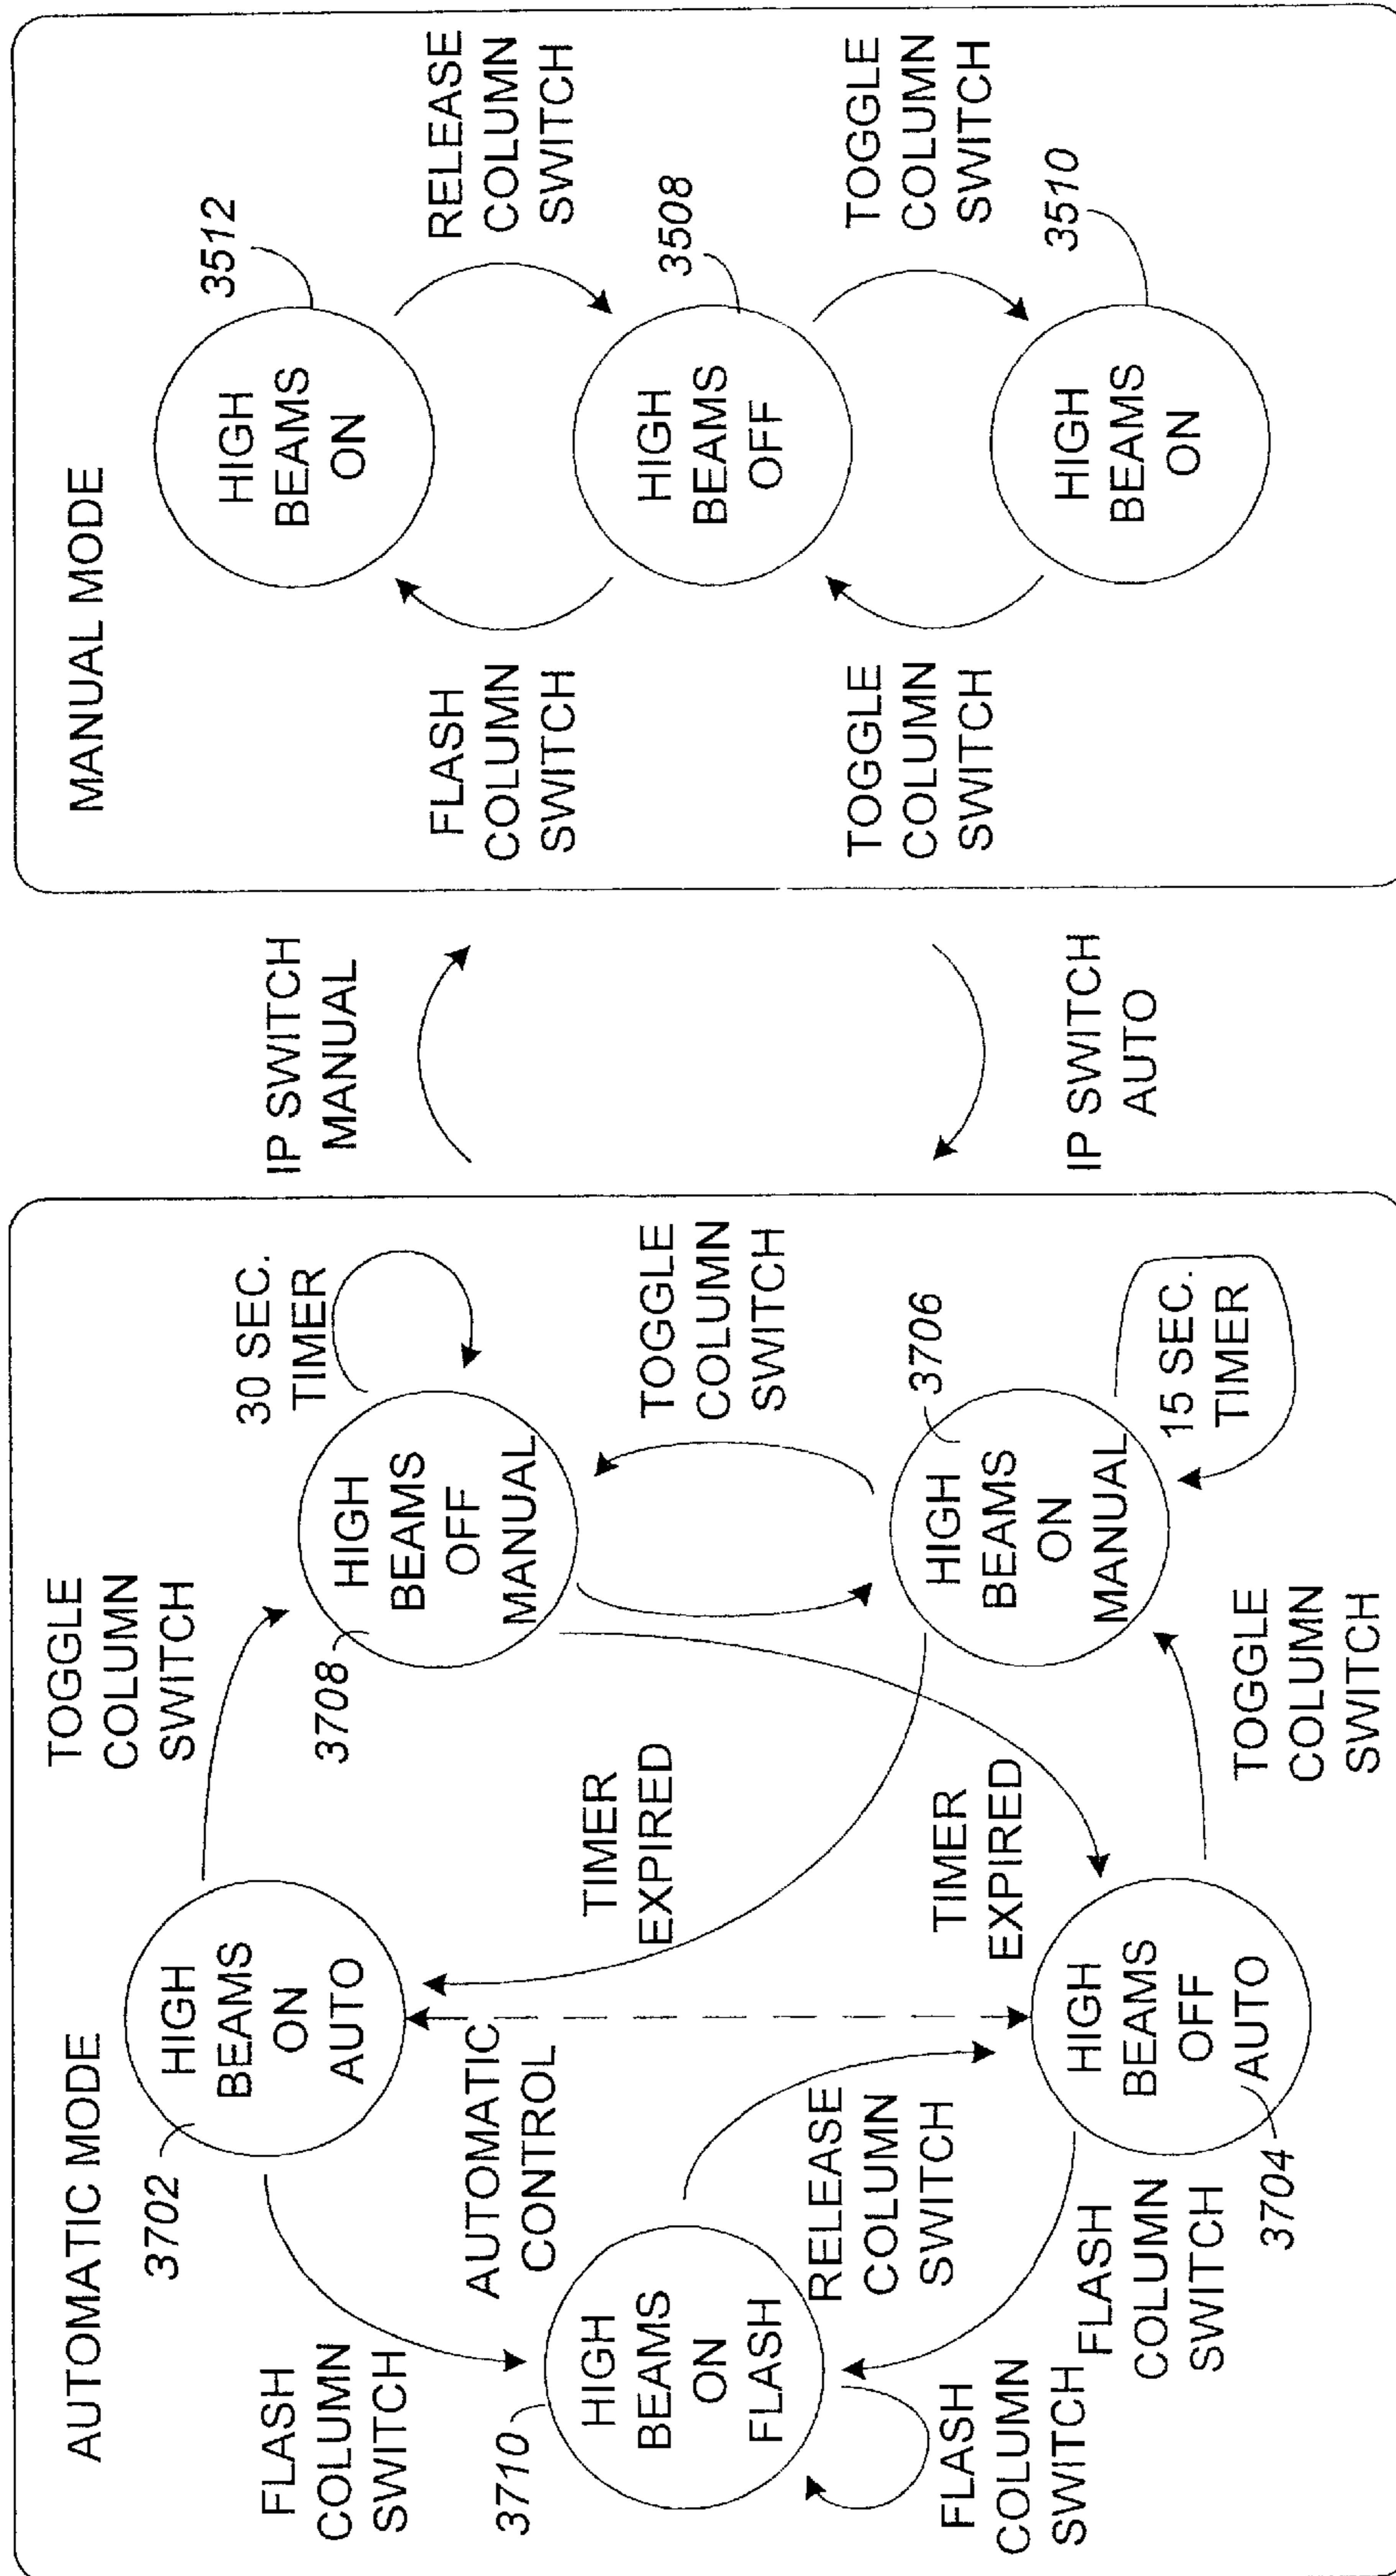 AUTOMATIC MODE
3702
HIGH
BEAMS
ON
AUTO
TOGGLE
COLUMN
SWITCH
FLASH
COLUMN
SWITCH
3708
HIGH
BEAMS
OFF
MANUAL
30 SEC.
TIMER
3710
HIGH
BEAMS
ON
FLASH
AUTOMATIC
CONTROL
TIMER
EXPIRED
TOGGLE
COLUMN
SWITCH
RELEASE
COLUMN
SWITCH
TIMER
EXPIRED
3706
HIGH
BEAMS
ON
MANUAL
15 SEC.
TIMER
FLASH
COLUMN
SWITCH
FLASH
COLUMN
SWITCH
3704
HIGH
BEAMS
OFF
AUTO
TOGGLE
COLUMN
SWITCH
IP SWITCH
MANUAL
IP SWITCH
AUTO
MANUAL MODE
3512
HIGH
BEAMS
ON
FLASH
COLUMN
SWITCH
RELEASE
COLUMN
SWITCH
3508
HIGH
BEAMS
OFF
TOGGLE
COLUMN
SWITCH
TOGGLE
COLUMN
SWITCH
3510
HIGH
BEAMS
ON